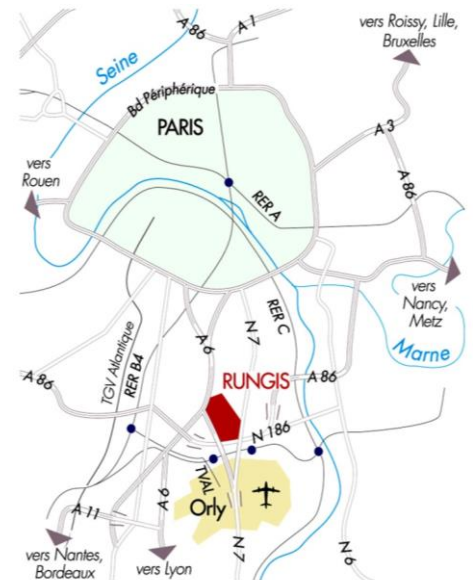 A 86
A 1
vers Roissy, Lille,
Bruxelles
Seine
Bd Périphérique
PARIS
A 3
vers
Rouen
A 86
RER A
vers
Nancy,
Metz
RER C
N 7
A 6
Marne
TGV Atlantique
RER B4
A 86
RUNGIS
A 86
N 186
TVAL
A 6
Orly
A 11
N 7
N 6
vers Nantes,
Bordeaux
vers Lyon